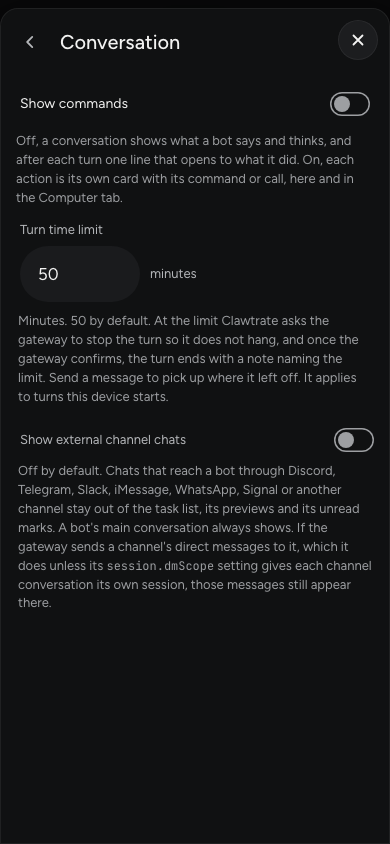 Conversation
Show commands
Off, a conversation shows what a bot says and thinks, and
after each turn one line that opens to what it did. On, each
action is its own card with its command or call, here and in
the Computer tab.
Turn time limit
50 minutes
Minutes. 50 by default. At the limit Clawtrate asks the
gateway to stop the turn so it does not hang, and once the
gateway confirms, the turn ends with a note naming the
limit. Send a message to pick up where it left off. It applies
to turns this device starts.
Show external channel chats
Off by default. Chats that reach a bot through Discord,
Telegram, Slack, iMessage, WhatsApp, Signal or another
channel stay out of the task list, its previews and its unread
marks. A bot's main conversation always shows. If the
gateway sends a channel's direct messages to it, which it
does unless its session.dmScope setting gives each channel
conversation its own session, those messages still appear
there.